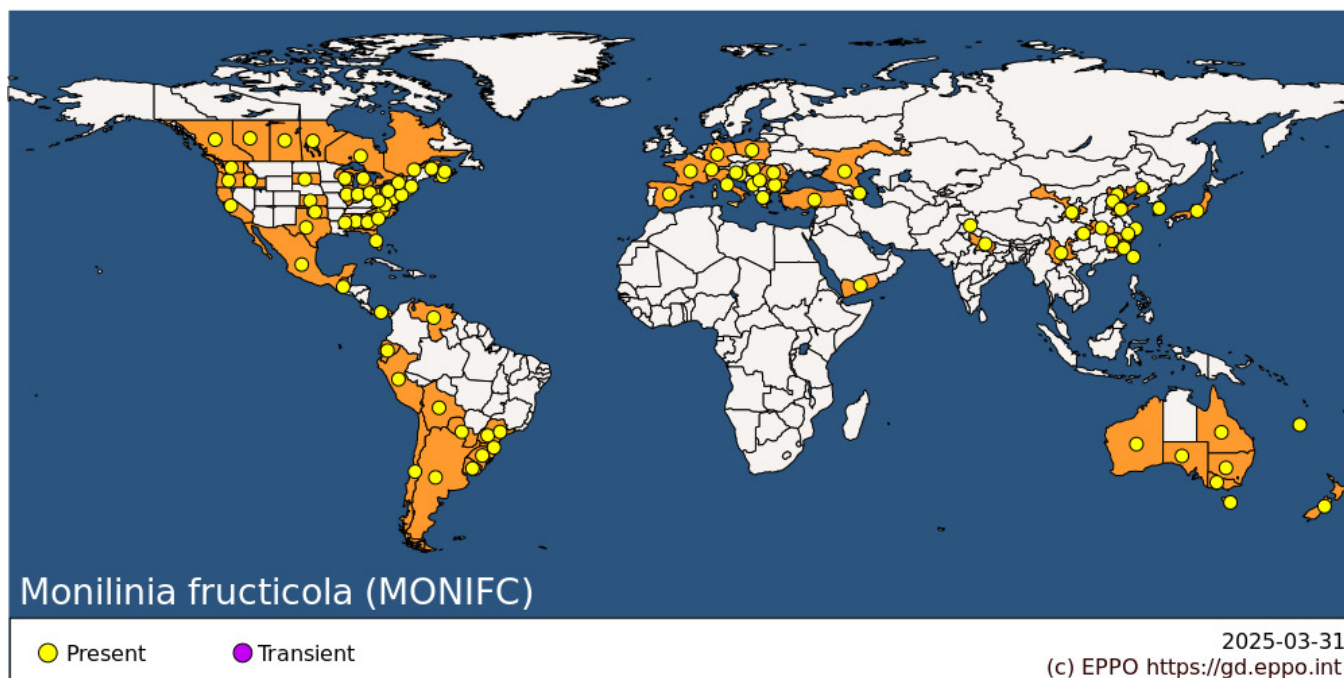 Monilinia fructicola (MONIFC)
Present
Transient
2025-03-31
(c) EPPO https://gd.eppo.int